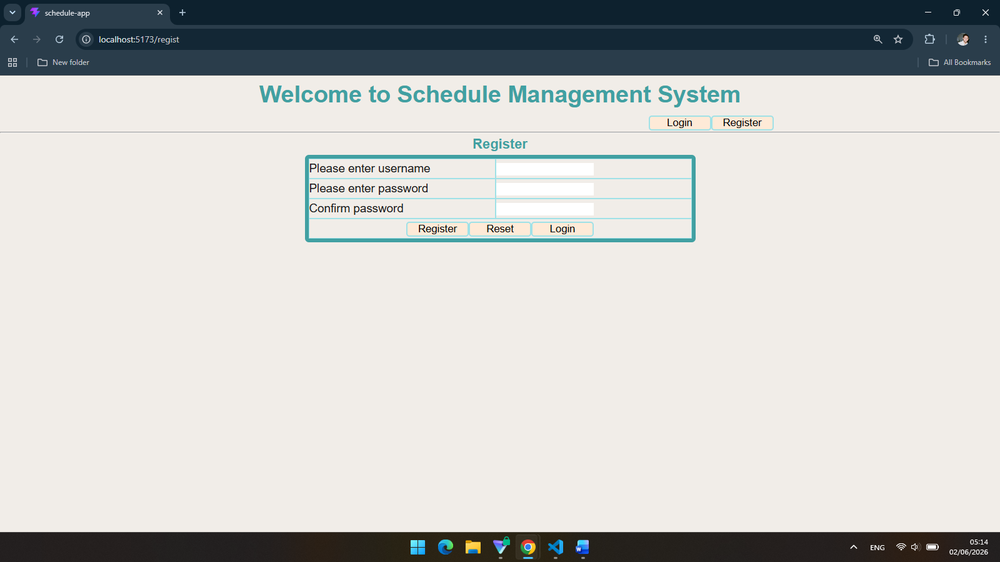 schedule-app
localhost:5173/regist
New folder
All Bookmarks
Welcome to Schedule Management System
Login Register
Register
Please enter username
Please enter password
Confirm password
Register Reset Login
ENG
05:14
02/06/2026